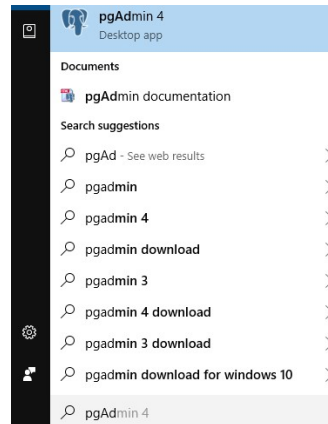 pgAdmin 4
Desktop app
Documents
pgAdmin documentation
Search suggestions
pgAd - See web results
pgadmin
pgadmin 4
pgadmin download
pgadmin 3
pgadmin 4 download
pgadmin 3 download
pgadmin download for windows 10
pgAdmin 4